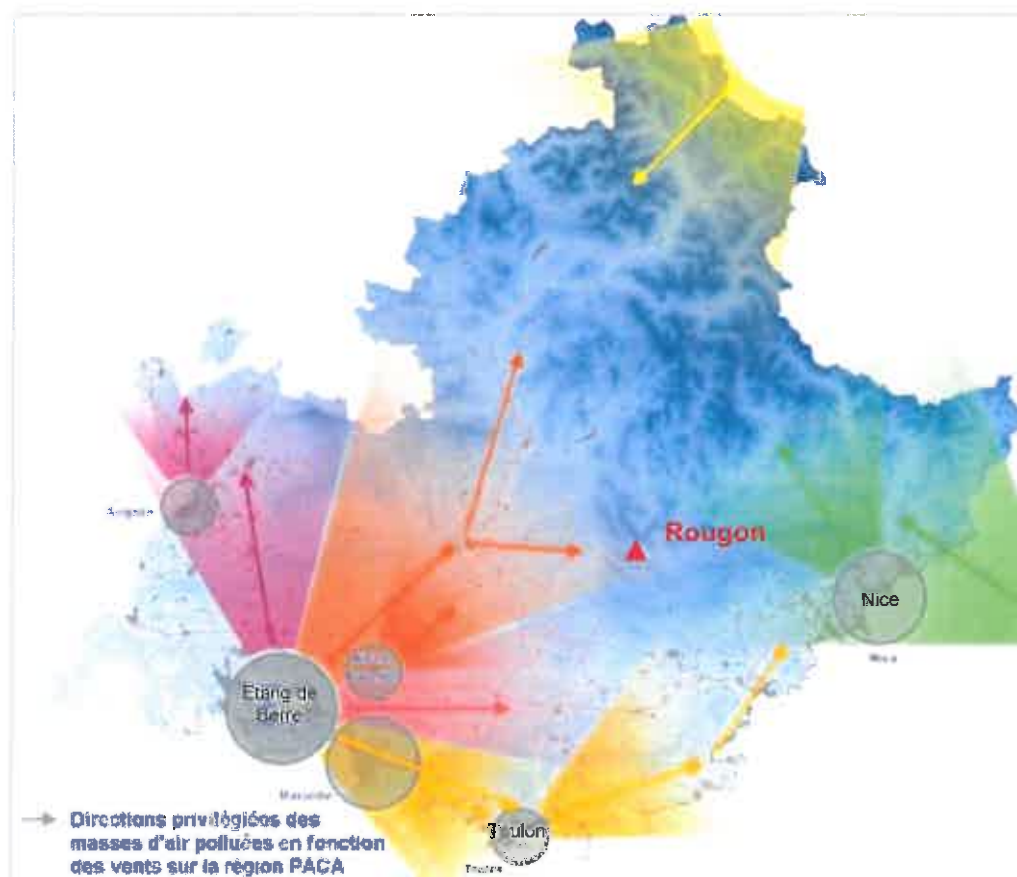 Rougon
Nice
Etang de
Berre
Toulon
Directions privilégiées des
masses d'air polluées en fonction
des vents sur la région PACA